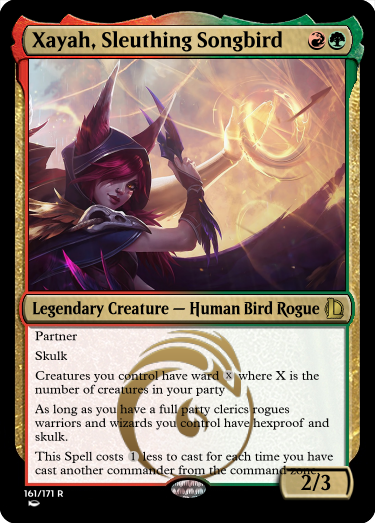 Xayah, Sleuthing Songbird
Legendary Creature — Human Bird Rogue
Partner
Skulk
Creatures you control have ward X where X is the
number of creatures in your party
As long as you have a full party clerics rogues
warriors and wizards you control have hexproof and
skulk.
This Spell costs 1 less to cast for each time you have
cast another commander from the command zone.
2/3
161/171 R